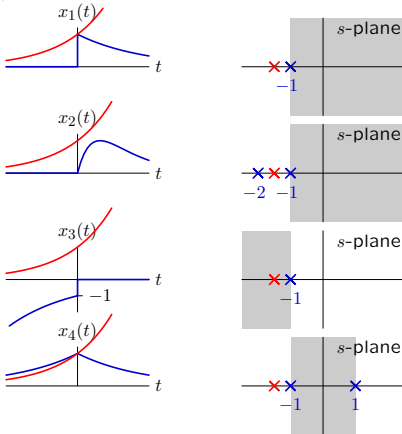 x₁(t)
s-plane
t
−1
x₂(t)
s-plane
t
−2 −1
x₃(t)
s-plane
t
−1
−1
x₄(t)
s-plane
t
−1 1